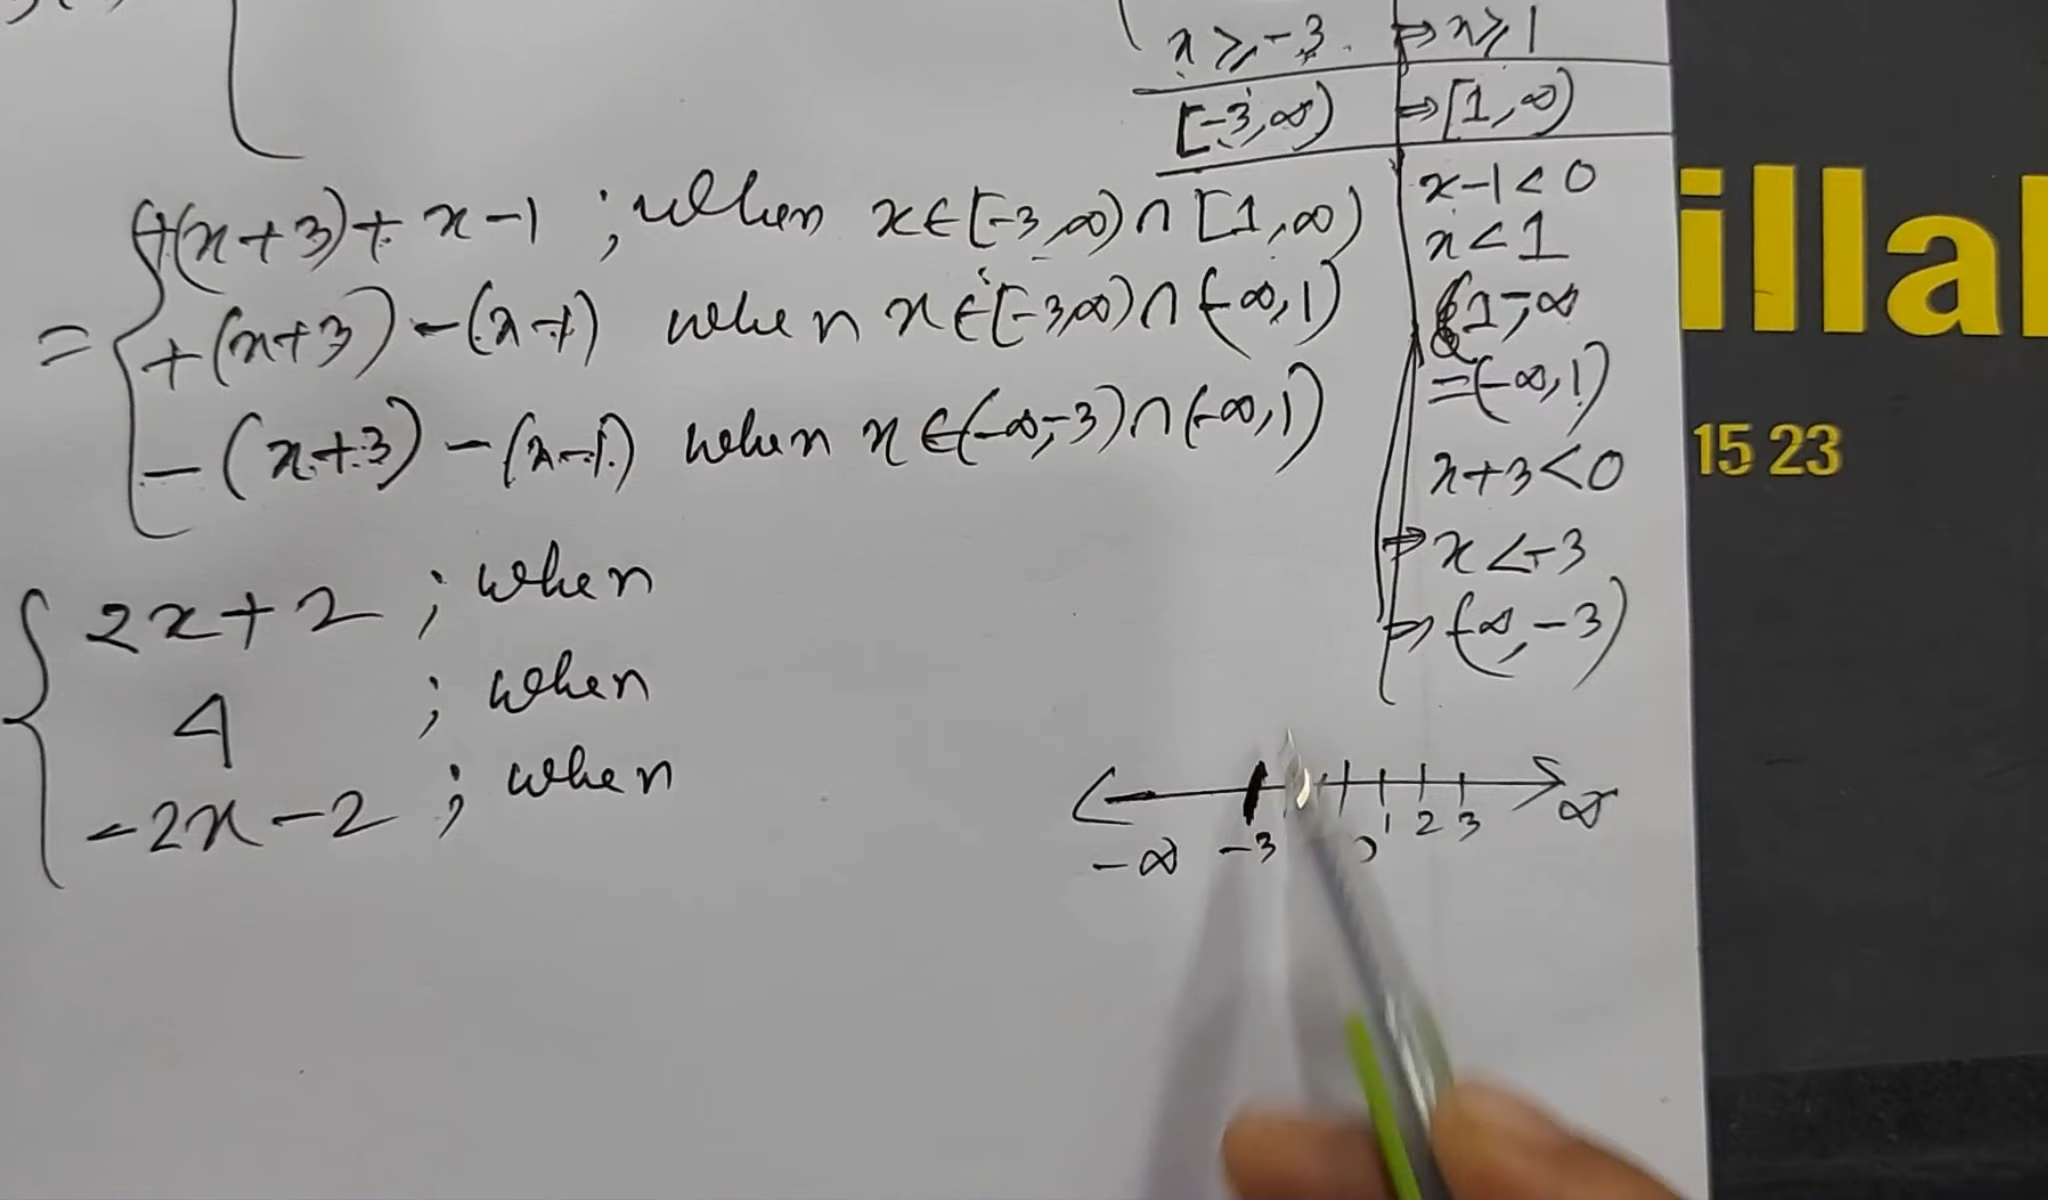 x ≥ -3
⇒ x ≥ 1
[-3, ∞)
⇒ [1, ∞)
= { +(x+3) + x-1 ; when x ∈ [-3, ∞) ∩ [1, ∞)
+(x+3) - (x-1) when x ∈ [-3, ∞) ∩ (-∞, 1)
-(x+3) - (x-1) when x ∈ (-∞, -3) ∩ (-∞, 1)
x-1 < 0
x < 1
= (-∞, 1)
x+3 < 0
⇒ x < -3
⇒ (-∞, -3)
{ 2x+2 ; when
4 ; when
-2x-2 ; when
-∞ -3 0 1 2 3 ∞
illa
15 23